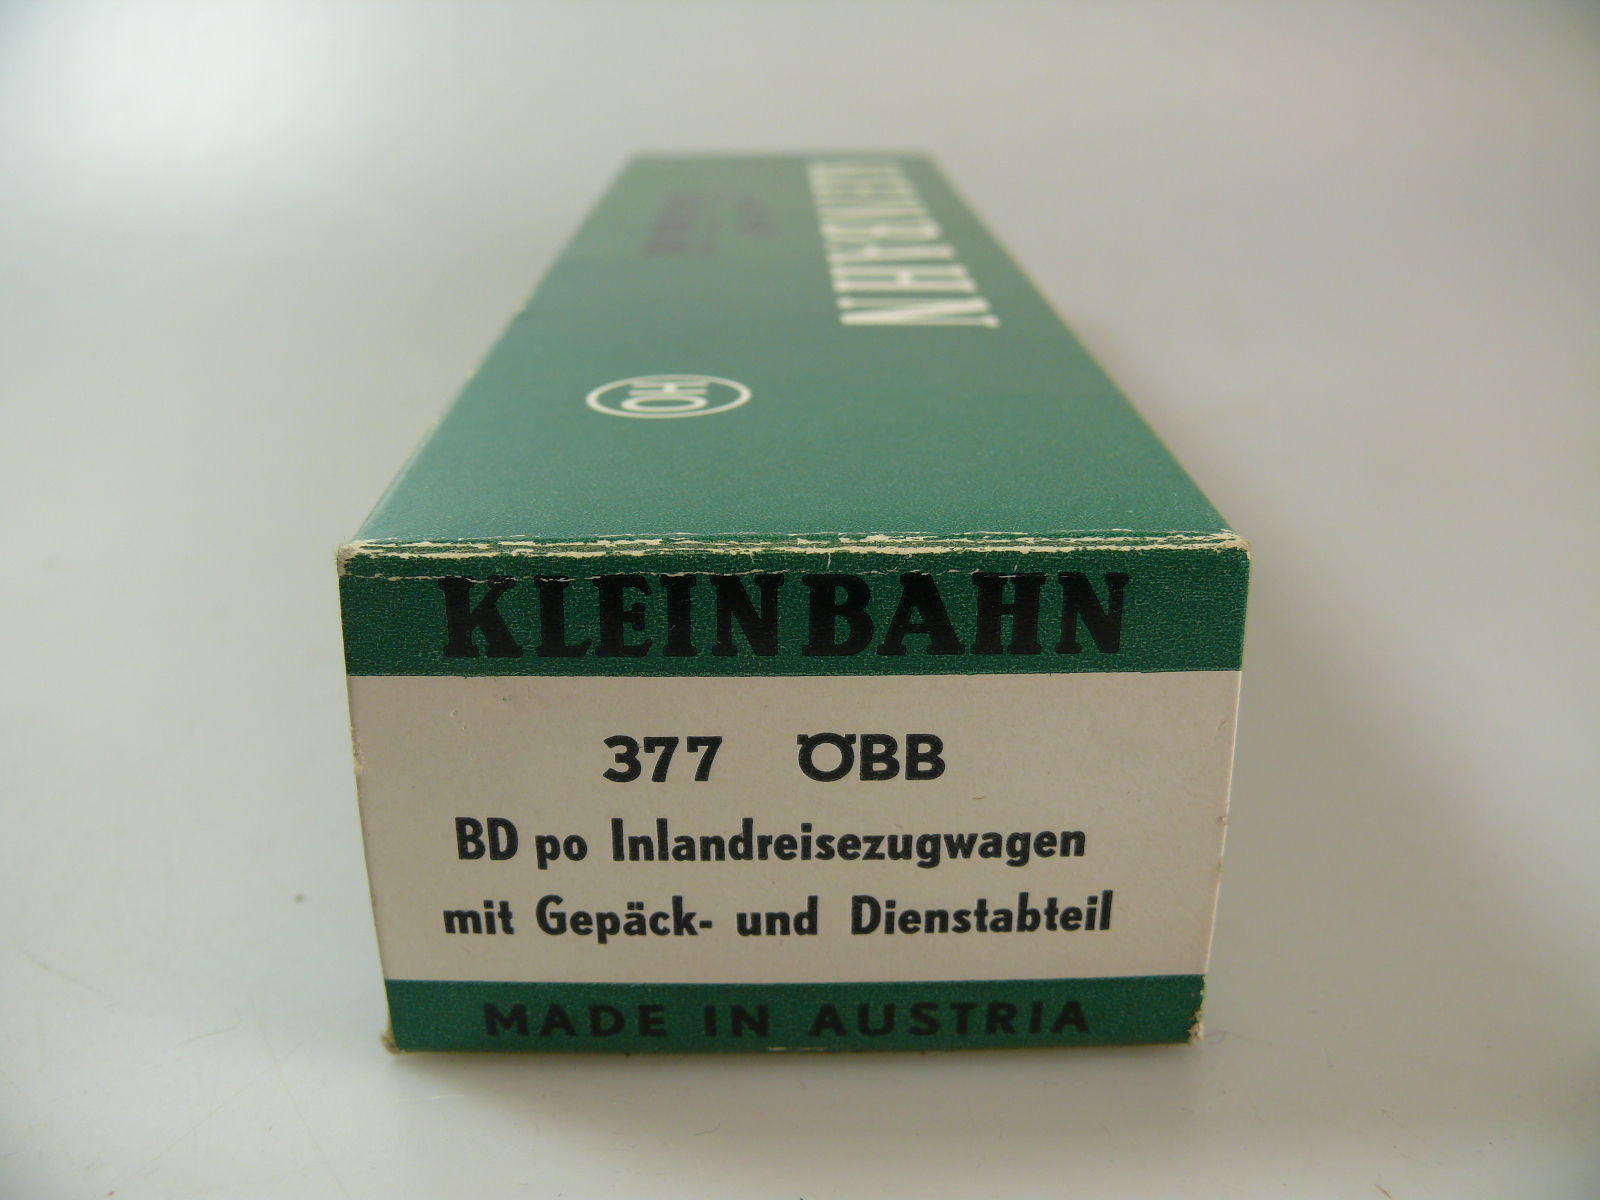 KLEINBAHN
HO
KLEINBAHN
377 ÖBB
BD po Inlandreisezugwagen
mit Gepäck- und Dienstabteil
MADE IN AUSTRIA